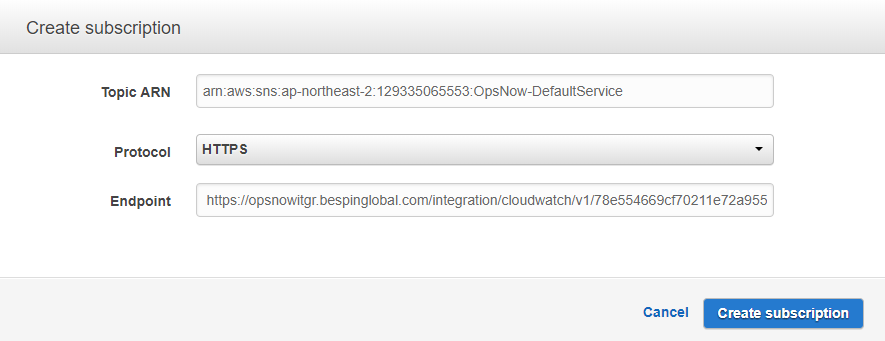 Create subscription
Topic ARN arn:aws:sns:ap-northeast-2:129335065553:OpsNow-DefaultService
Protocol HTTPS
Endpoint https://opsnowitgr.bespinglobal.com/integration/cloudwatch/v1/78e554669cf70211e72a955
Cancel Create subscription